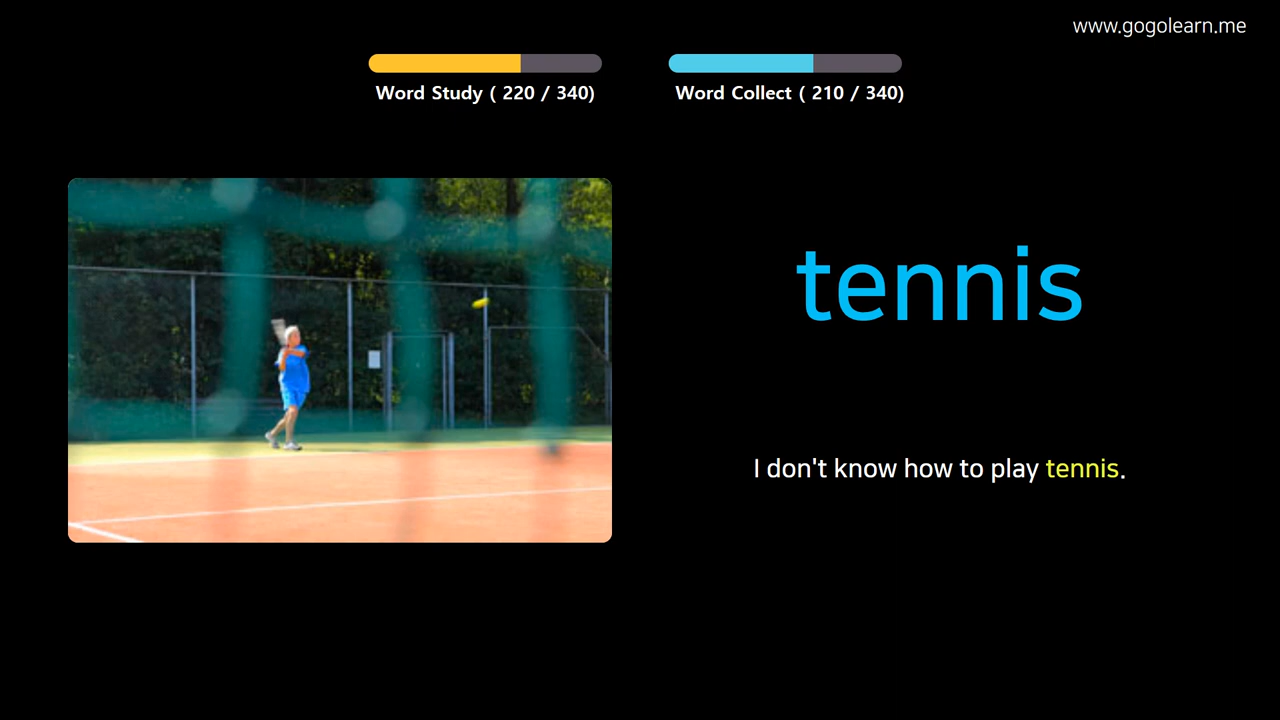 www.gogolearn.me
Word Study ( 220 / 340)
Word Collect ( 210 / 340)
tennis
I don't know how to play tennis.